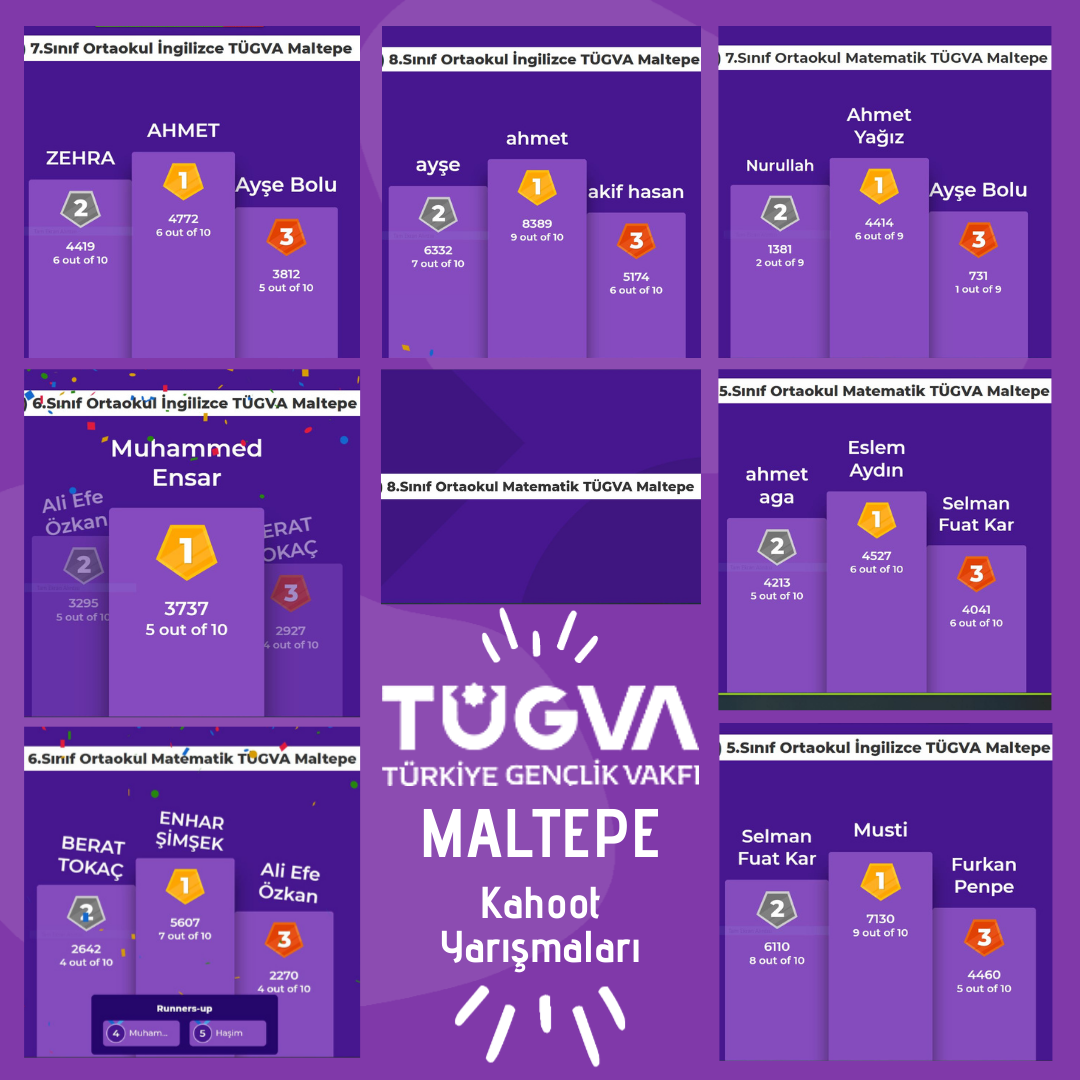 ) 7.Sınıf Ortaokul İngilizce TÜGVA Maltepe
AHMET
ZEHRA
Ayşe Bolu
1
2
3
4772
6 out of 10
4419
6 out of 10
3812
5 out of 10
) 8.Sınıf Ortaokul İngilizce TÜGVA Maltepe
ahmet
ayşe
akif hasan
1
2
3
8389
9 out of 10
6332
7 out of 10
5174
6 out of 10
) 7.Sınıf Ortaokul Matematik TÜGVA Maltepe
Ahmet
Yağız
Nurullah
Ayşe Bolu
1
2
3
4414
6 out of 9
1381
2 out of 9
731
1 out of 9
) 6.Sınıf Ortaokul İngilizce TÜGVA Maltepe
Muhammed
Ensar
Ali Efe
Özkan
ERAT
OKAÇ
1
2
3
3737
5 out of 10
3295
5 out of 10
2927
4 out of 10
) 8.Sınıf Ortaokul Matematik TÜGVA Maltepe
5.Sınıf Ortaokul Matematik TÜGVA Maltepe
Eslem
Aydın
ahmet
aga
Selman
Fuat Kar
1
2
3
4527
6 out of 10
4213
5 out of 10
4041
6 out of 10
6.Sınıf Ortaokul Matematik TÜGVA Maltepe
ENHAR
ŞİMŞEK
BERAT
TOKAÇ
Ali Efe
Özkan
1
2
3
5607
7 out of 10
2642
4 out of 10
2270
4 out of 10
Runners-up
4 Muham...
5 Haşim
TÜGVA
TÜRKİYE GENÇLİK VAKFI
MALTEPE
Kahoot
Yarışmaları
) 5.Sınıf Ortaokul İngilizce TÜGVA Maltepe
Musti
Selman
Fuat Kar
Furkan
Penpe
1
2
3
7130
9 out of 10
6110
8 out of 10
4460
5 out of 10